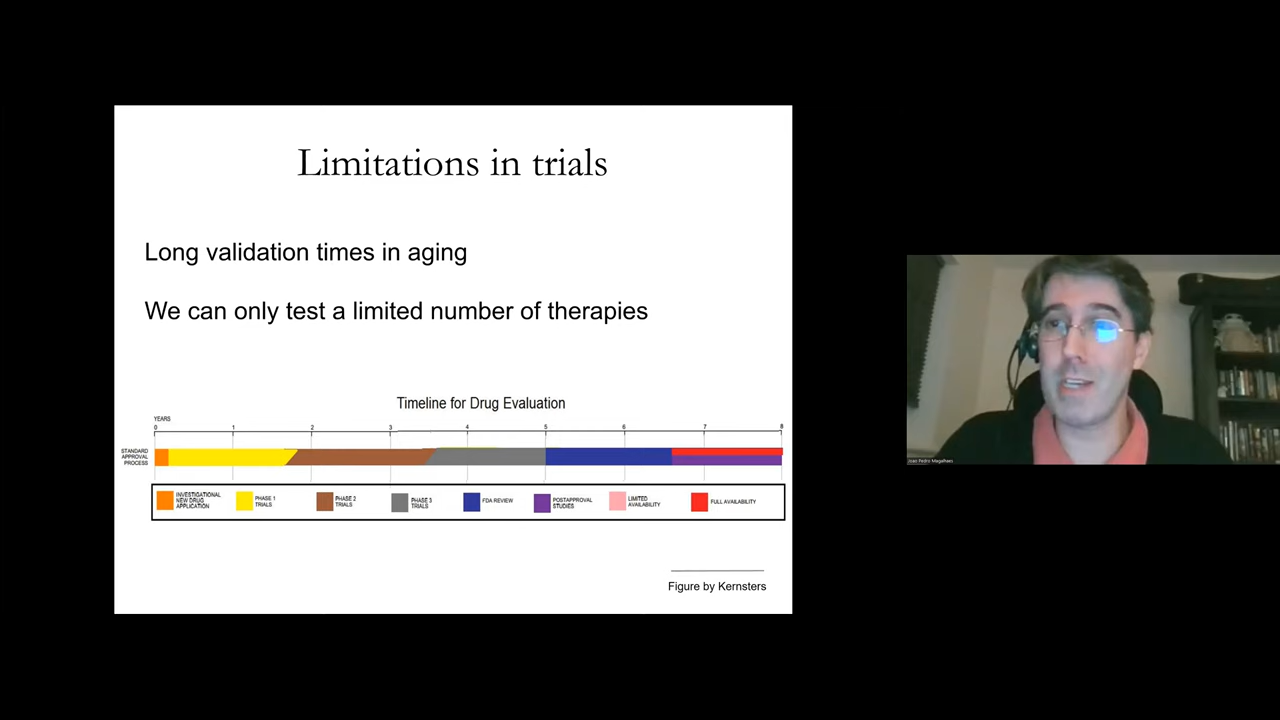 Limitations in trials
Long validation times in aging
We can only test a limited number of therapies
Timeline for Drug Evaluation
YEARS
0 1 2 3 4 5 6 7 8
STANDARD
APPROVAL
PROCESS
INVESTIGATIONAL
NEW DRUG
APPLICATION
PHASE 1
TRIALS
PHASE 2
TRIALS
PHASE 3
TRIALS
FDA REVIEW
POSTAPPROVAL
STUDIES
LIMITED
AVAILABILITY
FULL AVAILABILITY
Figure by Kernsters
Joao Pedro Magalhaes